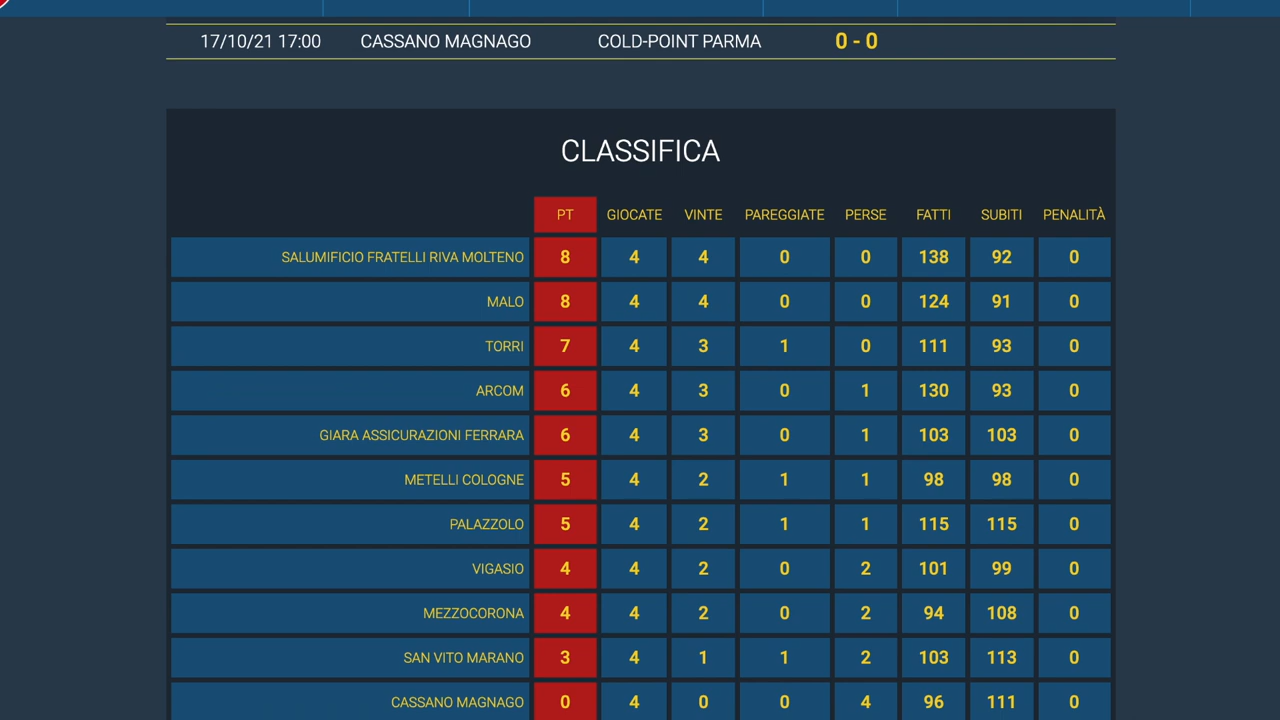 17/10/21 17:00 CASSANO MAGNAGO COLD-POINT PARMA 0 - 0
CLASSIFICA
PT GIOCATE VINTE PAREGGIATE PERSE FATTI SUBITI PENALITÀ
SALUMIFICIO FRATELLI RIVA MOLTENO 8 4 4 0 0 138 92 0
MALO 8 4 4 0 0 124 91 0
TORRI 7 4 3 1 0 111 93 0
ARCOM 6 4 3 0 1 130 93 0
GIARA ASSICURAZIONI FERRARA 6 4 3 0 1 103 103 0
METELLI COLOGNE 5 4 2 1 1 98 98 0
PALAZZOLO 5 4 2 1 1 115 115 0
VIGASIO 4 4 2 0 2 101 99 0
MEZZOCORONA 4 4 2 0 2 94 108 0
SAN VITO MARANO 3 4 1 1 2 103 113 0
CASSANO MAGNAGO 0 4 0 0 4 96 111 0